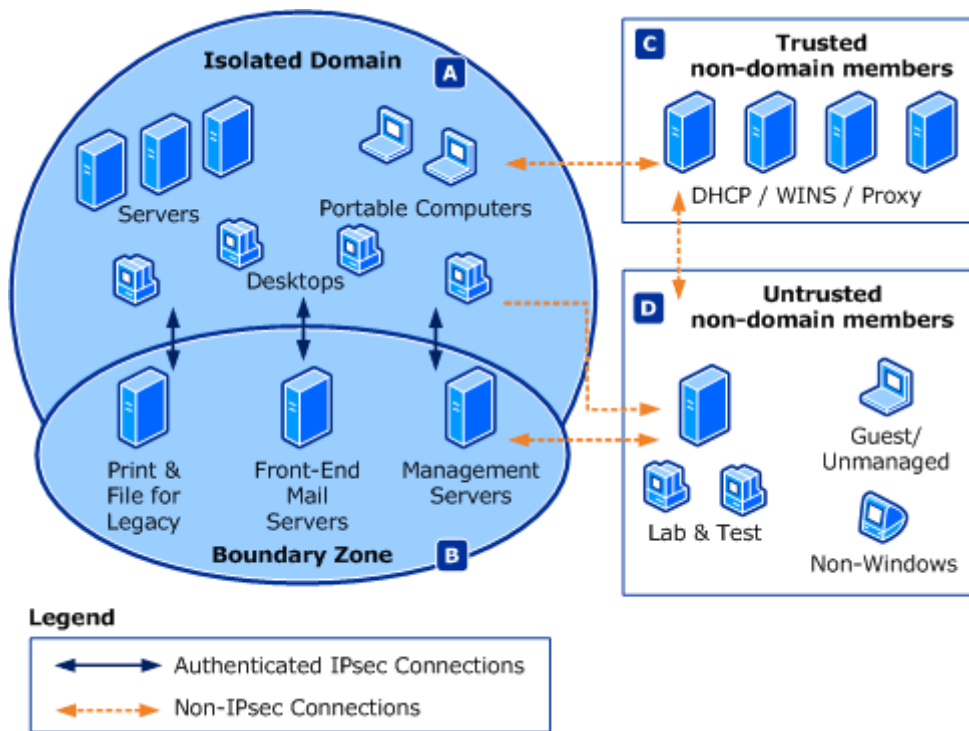 Isolated Domain
A
Servers
Portable Computers
Desktops
Print &
File for
Legacy
Front-End
Mail
Servers
Management
Servers
Boundary Zone
B
C
Trusted
non-domain members
DHCP / WINS / Proxy
D
Untrusted
non-domain members
Guest/
Unmanaged
Lab & Test
Non-Windows
Legend
Authenticated IPsec Connections
Non-IPsec Connections